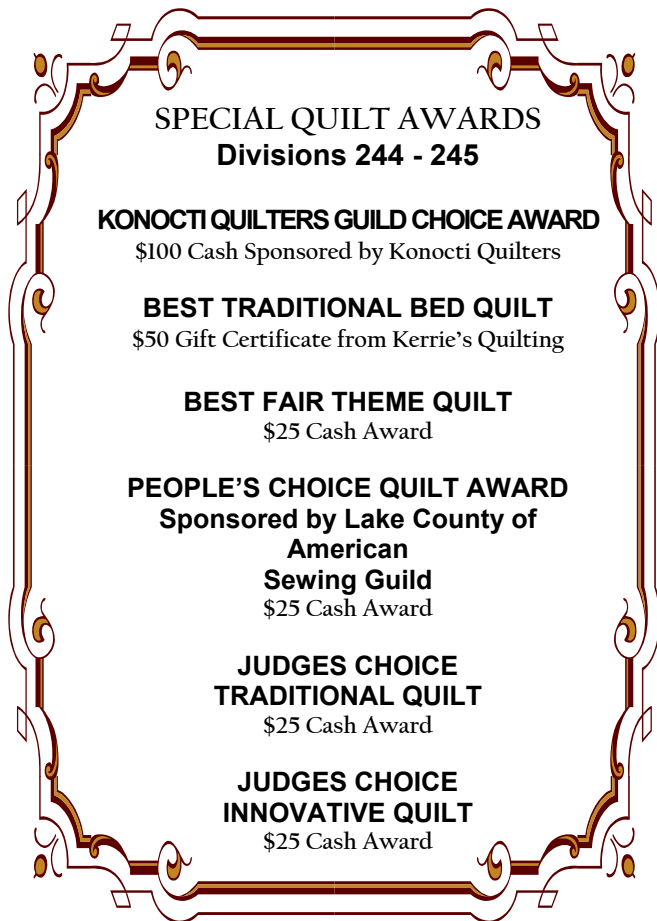 SPECIAL QUILT AWARDS
Divisions 244 - 245
KONOCTI QUILTERS GUILD CHOICE AWARD
$100 Cash Sponsored by Konocti Quilters
BEST TRADITIONAL BED QUILT
$50 Gift Certificate from Kerrie’s Quilting
BEST FAIR THEME QUILT
$25 Cash Award
PEOPLE’S CHOICE QUILT AWARD
Sponsored by Lake County of
American
Sewing Guild
$25 Cash Award
JUDGES CHOICE
TRADITIONAL QUILT
$25 Cash Award
JUDGES CHOICE
INNOVATIVE QUILT
$25 Cash Award